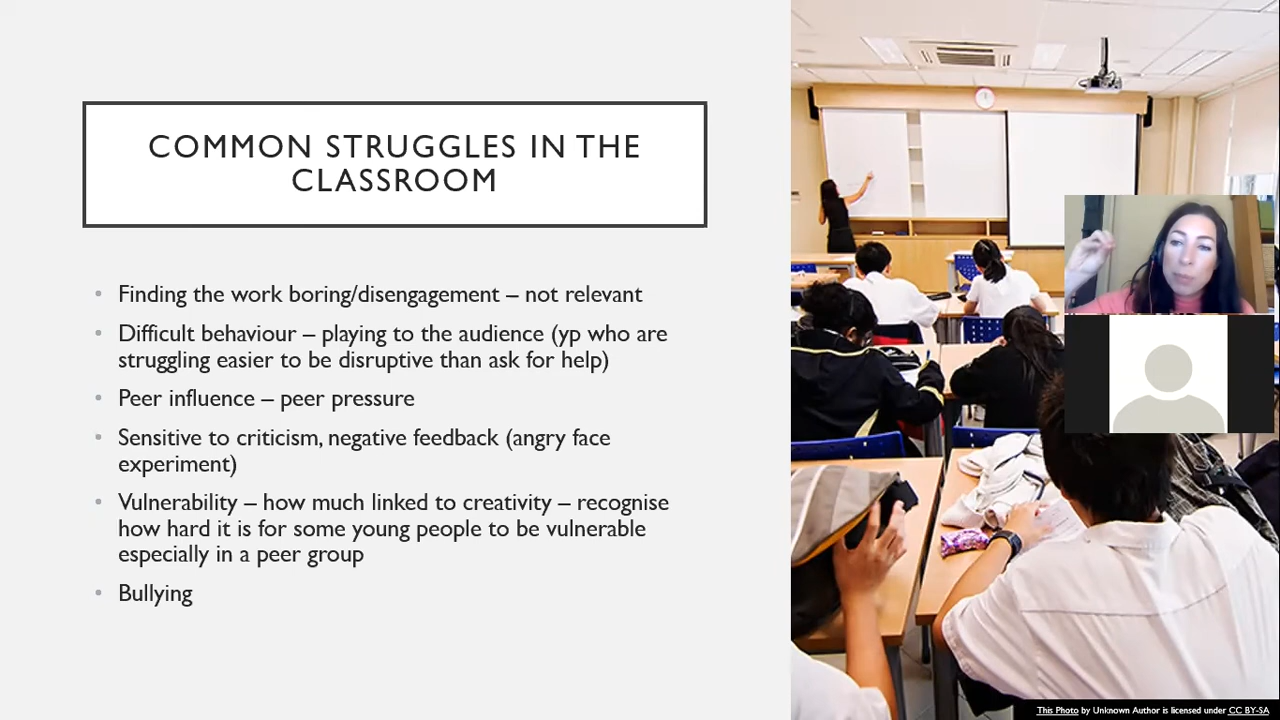 COMMON STRUGGLES IN THE
CLASSROOM
• Finding the work boring/disengagement – not relevant
• Difficult behaviour – playing to the audience (yp who are
struggling easier to be disruptive than ask for help)
• Peer influence – peer pressure
• Sensitive to criticism, negative feedback (angry face
experiment)
• Vulnerability – how much linked to creativity – recognise
how hard it is for some young people to be vulnerable
especially in a peer group
• Bullying
This Photo by Unknown Author is licensed under CC BY-SA